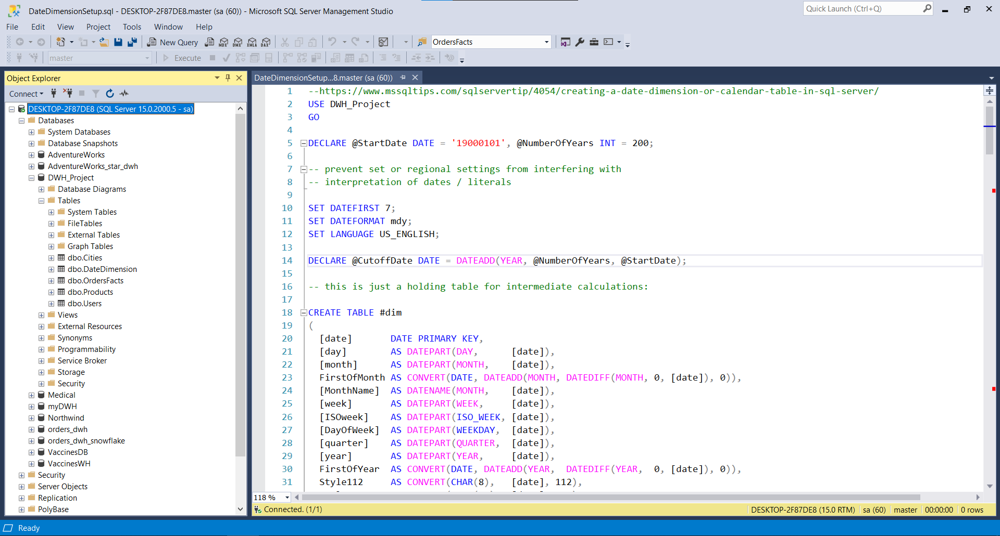 DateDimensionSetup.sql - DESKTOP-2F87DE8.master (sa (60)) - Microsoft SQL Server Management Studio
Quick Launch (Ctrl+Q)
File Edit View Project Tools Window Help
New Query MDX DMX XMLA DAX OrdersFacts
master Execute
Object Explorer
Connect
DESKTOP-2F87DE8 (SQL Server 15.0.2000.5 - sa)
Databases
System Databases
Database Snapshots
AdventureWorks
AdventureWorks_star_dwh
DWH_Project
Database Diagrams
Tables
System Tables
FileTables
External Tables
Graph Tables
dbo.Cities
dbo.DateDimension
dbo.OrdersFacts
dbo.Products
dbo.Users
Views
External Resources
Synonyms
Programmability
Service Broker
Storage
Security
Medical
myDWH
Northwind
orders_dwh
orders_dwh_snowflake
VaccinesDB
VaccinesWH
Security
Server Objects
Replication
PolyBase
DateDimensionSetup...8.master (sa (60))
1 --https://www.mssqltips.com/sqlservertip/4054/creating-a-date-dimension-or-calendar-table-in-sql-server/
2 USE DWH_Project
3 GO
4
5 DECLARE @StartDate DATE = '19000101', @NumberOfYears INT = 200;
6
7 -- prevent set or regional settings from interfering with
8 -- interpretation of dates / literals
9
10 SET DATEFIRST 7;
11 SET DATEFORMAT mdy;
12 SET LANGUAGE US_ENGLISH;
13
14 DECLARE @CutoffDate DATE = DATEADD(YEAR, @NumberOfYears, @StartDate);
15
16 -- this is just a holding table for intermediate calculations:
17
18 CREATE TABLE #dim
19 (
20 [date] DATE PRIMARY KEY,
21 [day] AS DATEPART(DAY, [date]),
22 [month] AS DATEPART(MONTH, [date]),
23 FirstOfMonth AS CONVERT(DATE, DATEADD(MONTH, DATEDIFF(MONTH, 0, [date]), 0)),
24 [MonthName] AS DATENAME(MONTH, [date]),
25 [week] AS DATEPART(WEEK, [date]),
26 [ISOweek] AS DATEPART(ISO_WEEK, [date]),
27 [DayOfWeek] AS DATEPART(WEEKDAY, [date]),
28 [quarter] AS DATEPART(QUARTER, [date]),
29 [year] AS DATEPART(YEAR, [date]),
30 FirstOfYear AS CONVERT(DATE, DATEADD(YEAR, DATEDIFF(YEAR, 0, [date]), 0)),
31 Style112 AS CONVERT(CHAR(8), [date], 112),
118 %
Connected. (1/1) DESKTOP-2F87DE8 (15.0 RTM) sa (60) master 00:00:00 0 rows
Ready